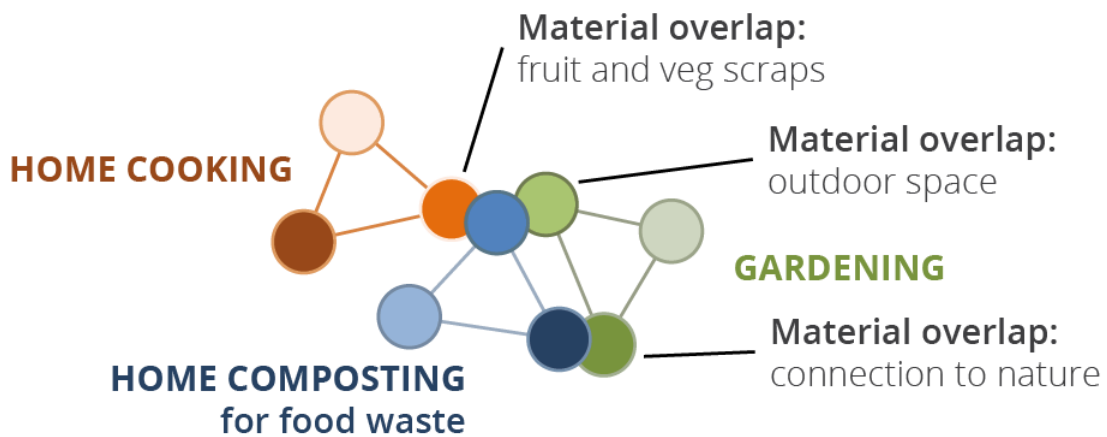 Material overlap:
fruit and veg scraps
Material overlap:
outdoor space
HOME COOKING
GARDENING
Material overlap:
connection to nature
HOME COMPOSTING
for food waste